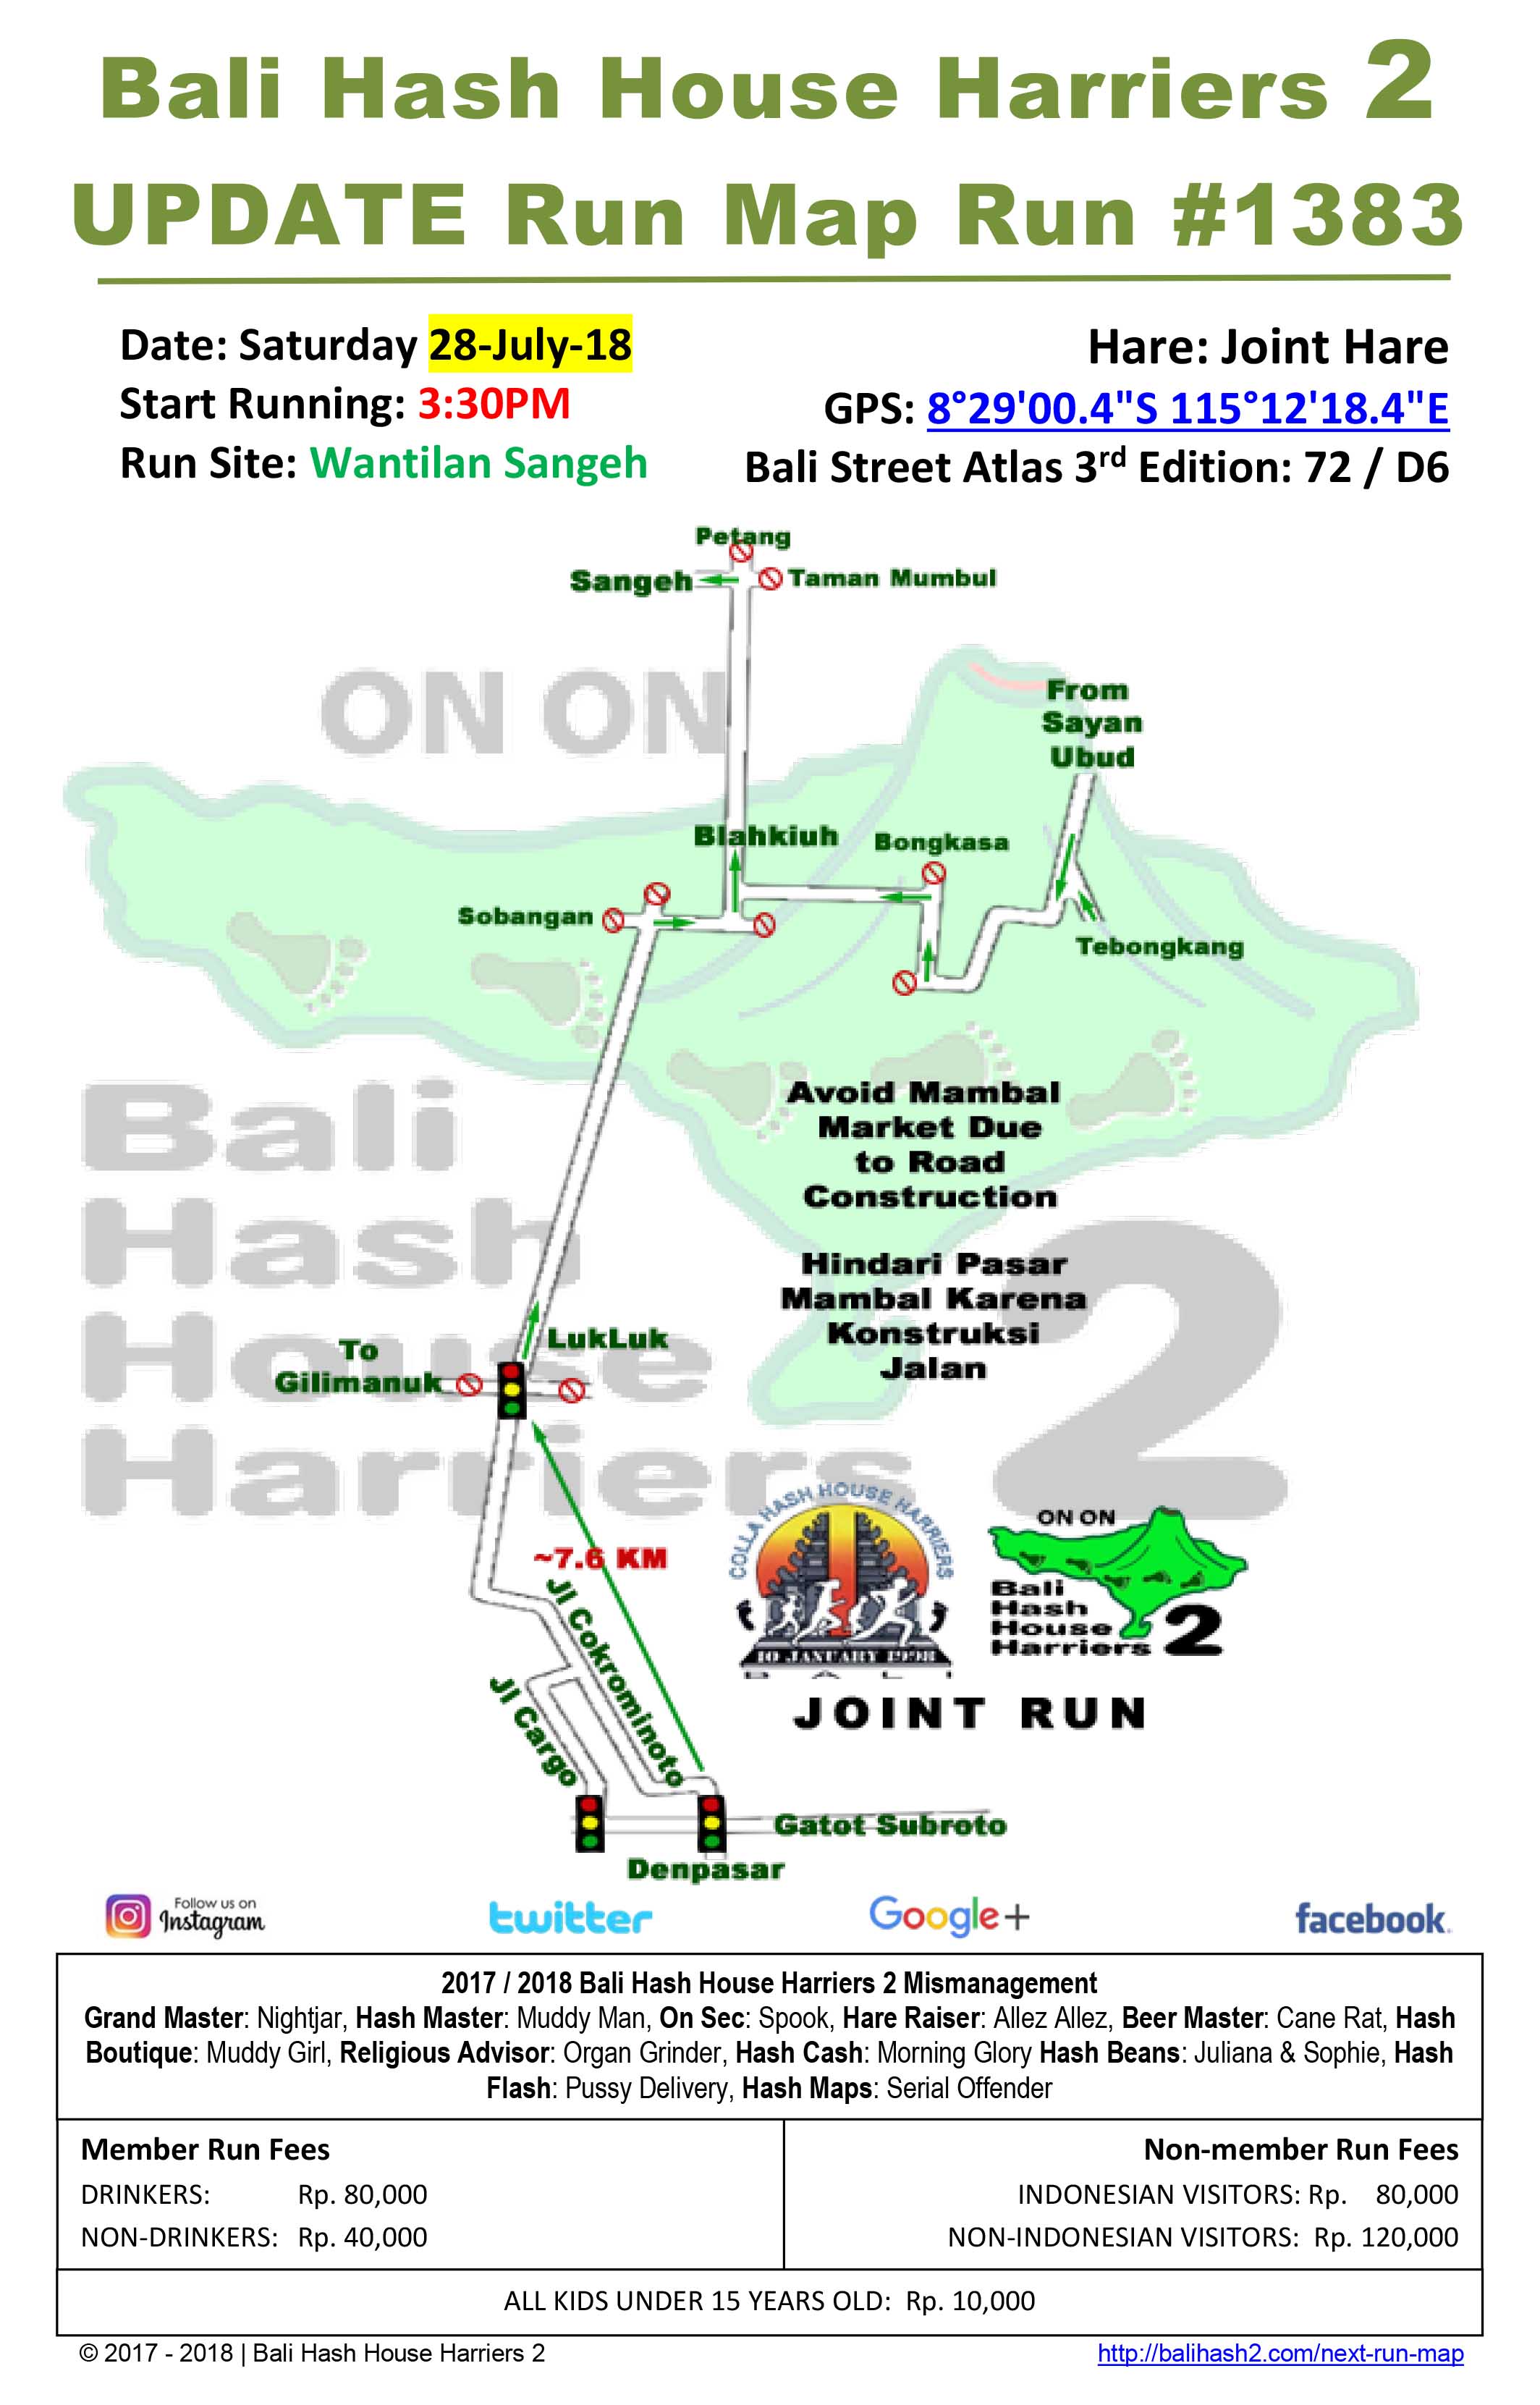 Bali Hash House Harriers 2
UPDATE Run Map Run #1383
Date: Saturday 28-July-18
Start Running: 3:30PM
Run Site: Wantilan Sangeh
Hare: Joint Hare
GPS: 8°29'00.4"S 115°12'18.4"E
Bali Street Atlas 3rd Edition: 72 / D6
Petang
Sangeh
Taman Mumbul
ON ON
From
Sayan
Ubud
Blahkiuh
Bongkasa
Sobangan
Tebongkang
Avoid Mambal
Market Due
to Road
Construction
Hindari Pasar
Mambal Karena
Konstruksi
Jalan
Bali
Hash
House
Harriers 2
To
Gilimanuk
LukLuk
~7.6 KM
Jl Cokrominoto
Jl Cargo
COLLA HASH HOUSE HARRIERS
10 JANUARY 1998
B A L I
ON ON
Bali
Hash
House
Harriers 2
JOINT RUN
Gatot Subroto
Denpasar
Follow us on
Instagram
twitter
Google+
facebook.
2017 / 2018 Bali Hash House Harriers 2 Mismanagement
Grand Master: Nightjar, Hash Master: Muddy Man, On Sec: Spook, Hare Raiser: Allez Allez, Beer Master: Cane Rat, Hash
Boutique: Muddy Girl, Religious Advisor: Organ Grinder, Hash Cash: Morning Glory Hash Beans: Juliana & Sophie, Hash
Flash: Pussy Delivery, Hash Maps: Serial Offender
Member Run Fees
DRINKERS: Rp. 80,000
NON-DRINKERS: Rp. 40,000
Non-member Run Fees
INDONESIAN VISITORS: Rp. 80,000
NON-INDONESIAN VISITORS: Rp. 120,000
ALL KIDS UNDER 15 YEARS OLD: Rp. 10,000
© 2017 - 2018 | Bali Hash House Harriers 2
http://balihash2.com/next-run-map